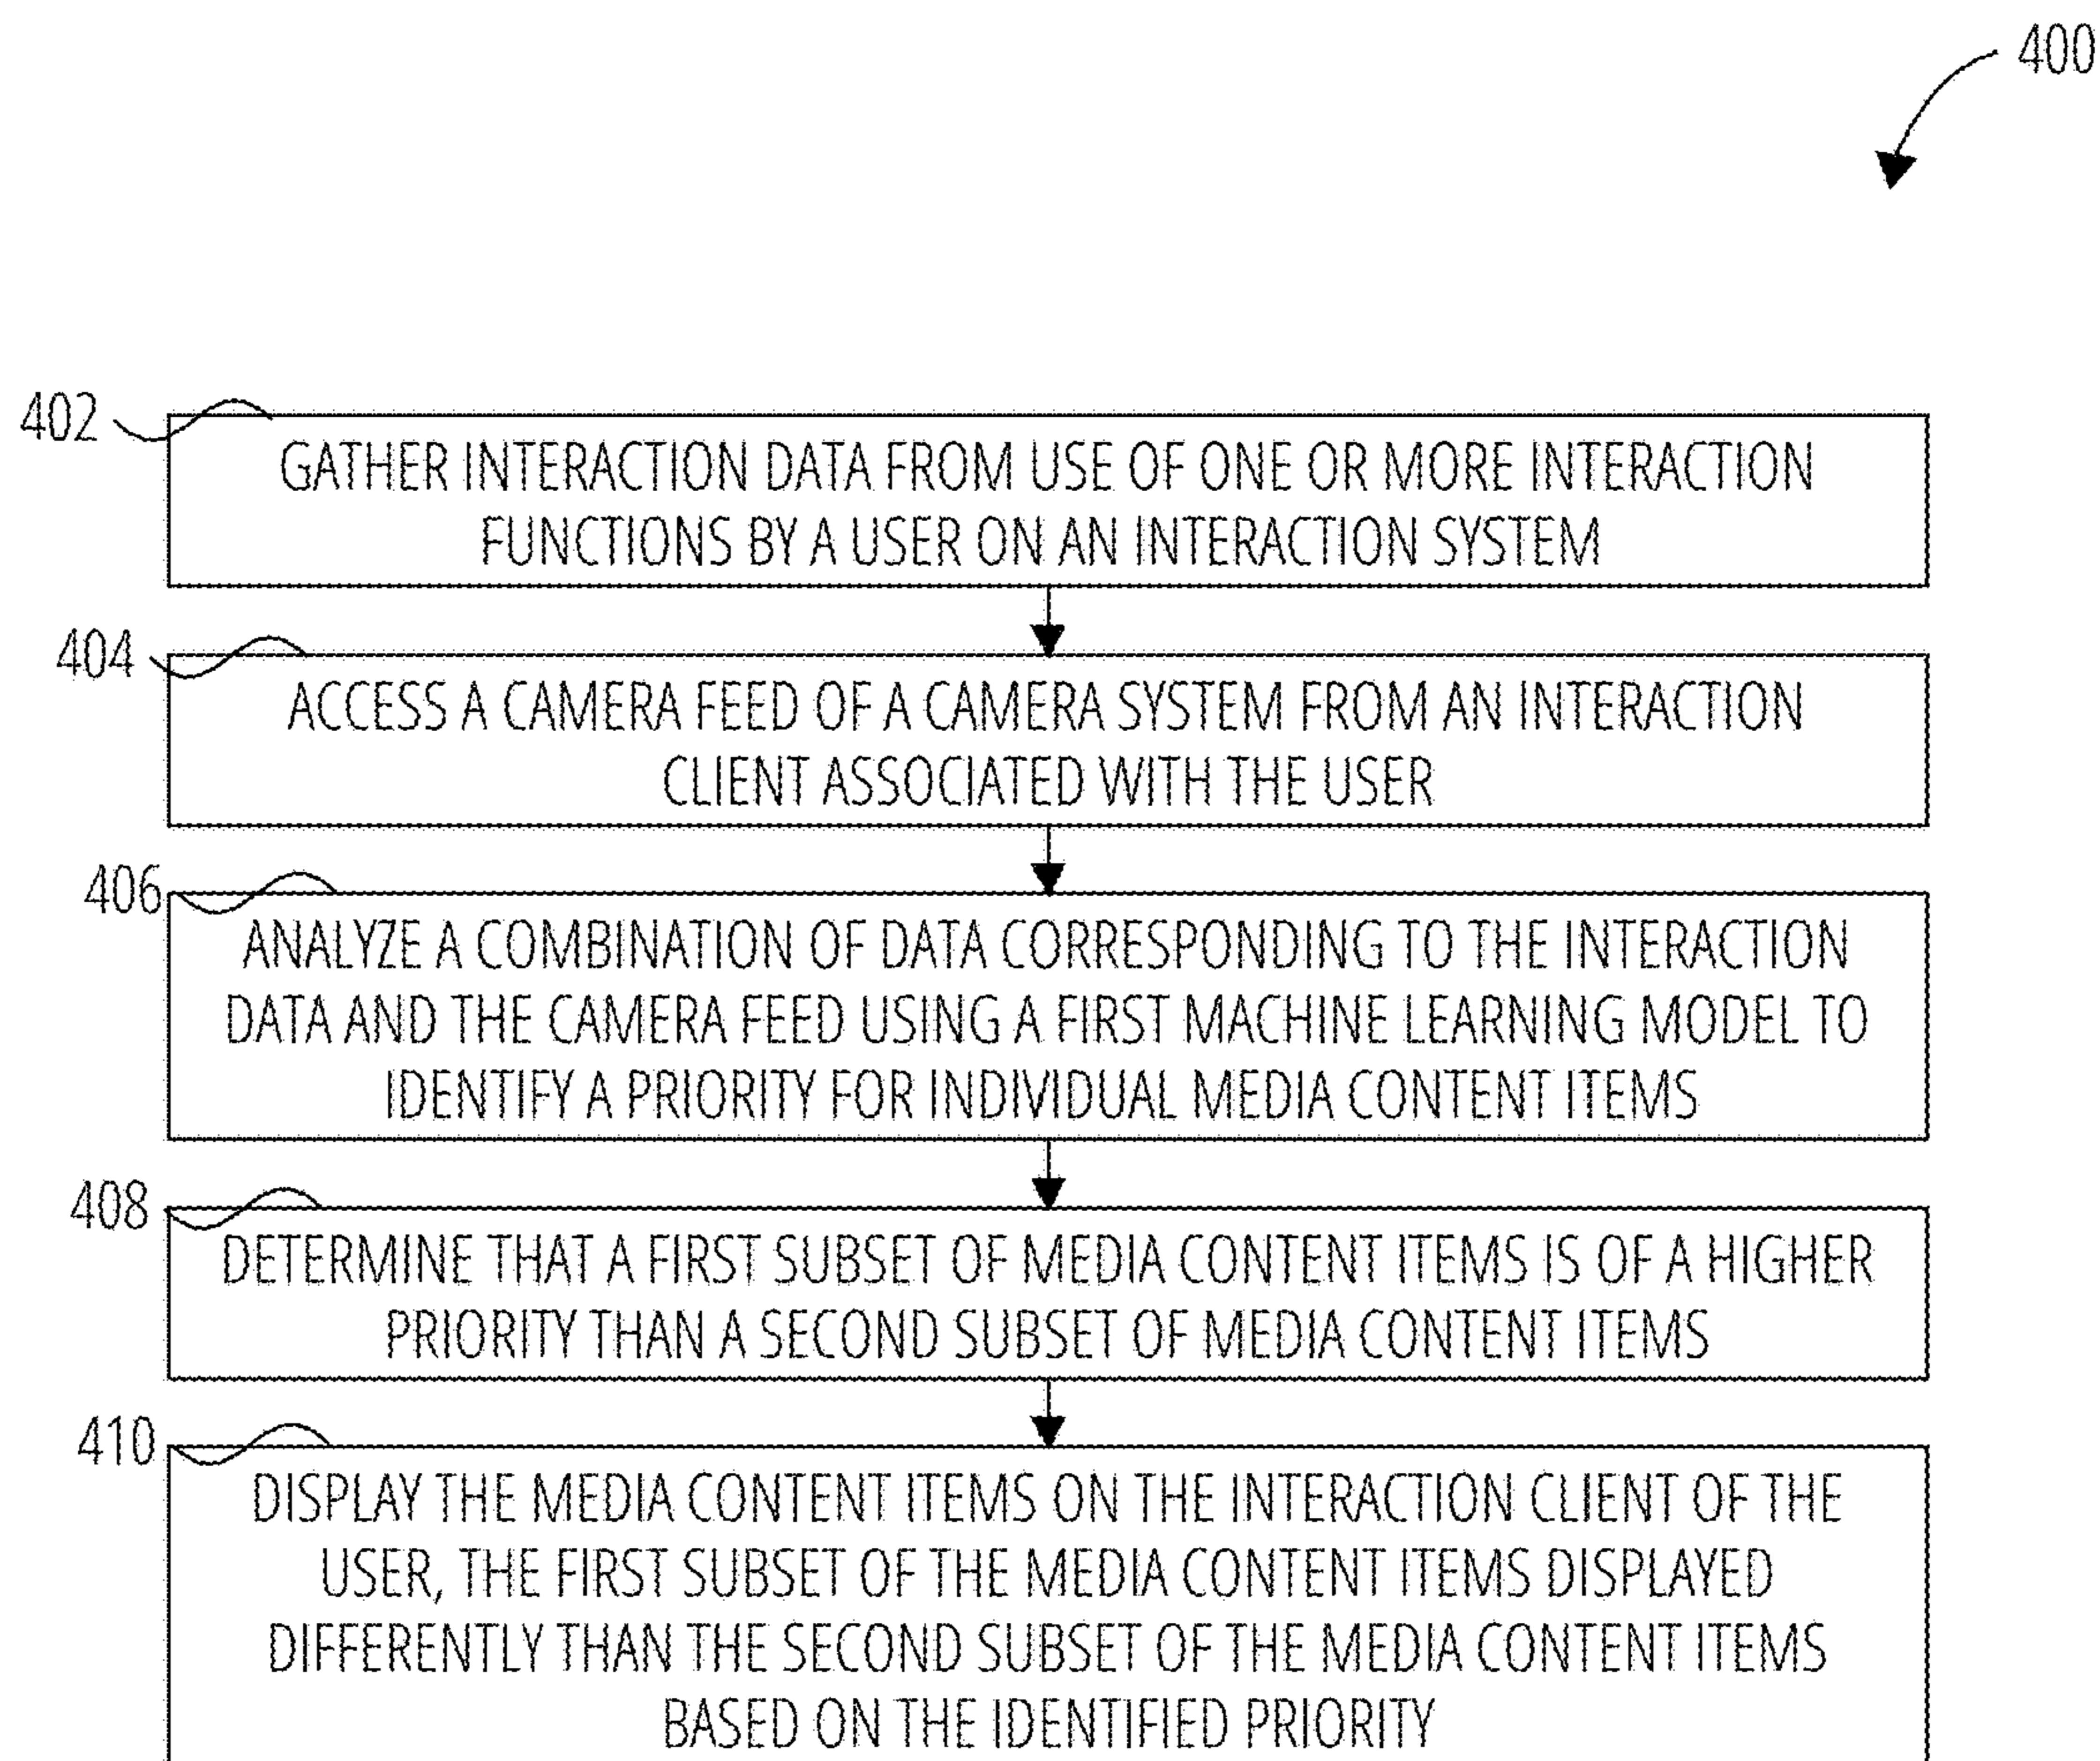 400
402
GATHER INTERACTION DATA FROM USE OF ONE OR MORE INTERACTION
FUNCTIONS BY A USER ON AN INTERACTION SYSTEM
404
ACCESS A CAMERA FEED OF A CAMERA SYSTEM FROM AN INTERACTION
CLIENT ASSOCIATED WITH THE USER
406
ANALYZE A COMBINATION OF DATA CORRESPONDING TO THE INTERACTION
DATA AND THE CAMERA FEED USING A FIRST MACHINE LEARNING MODEL TO
IDENTIFY A PRIORITY FOR INDIVIDUAL MEDIA CONTENT ITEMS
408
DETERMINE THAT A FIRST SUBSET OF MEDIA CONTENT ITEMS IS OF A HIGHER
PRIORITY THAN A SECOND SUBSET OF MEDIA CONTENT ITEMS
410
DISPLAY THE MEDIA CONTENT ITEMS ON THE INTERACTION CLIENT OF THE
USER, THE FIRST SUBSET OF THE MEDIA CONTENT ITEMS DISPLAYED
DIFFERENTLY THAN THE SECOND SUBSET OF THE MEDIA CONTENT ITEMS
BASED ON THE IDENTIFIED PRIORITY